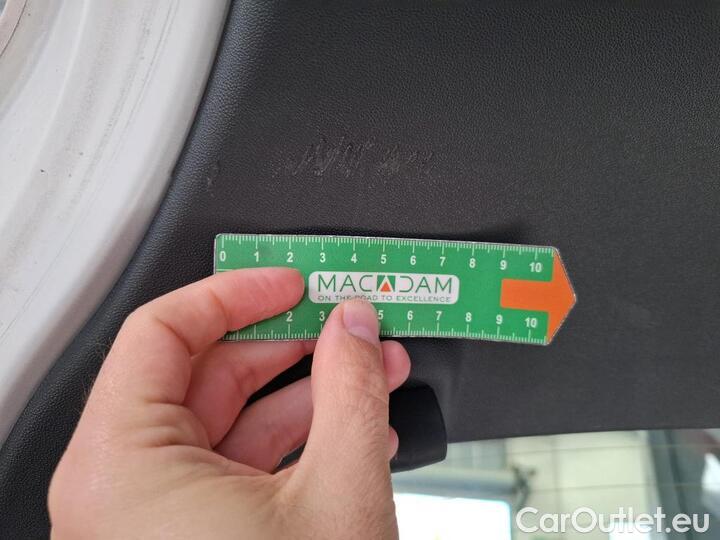 0 1 2 3 4 5 6 7 8 9 10
MACADAM
ON THE ROAD TO EXCELLENCE
2 3 5 6 7 8 9 10
CarOutlet.eu